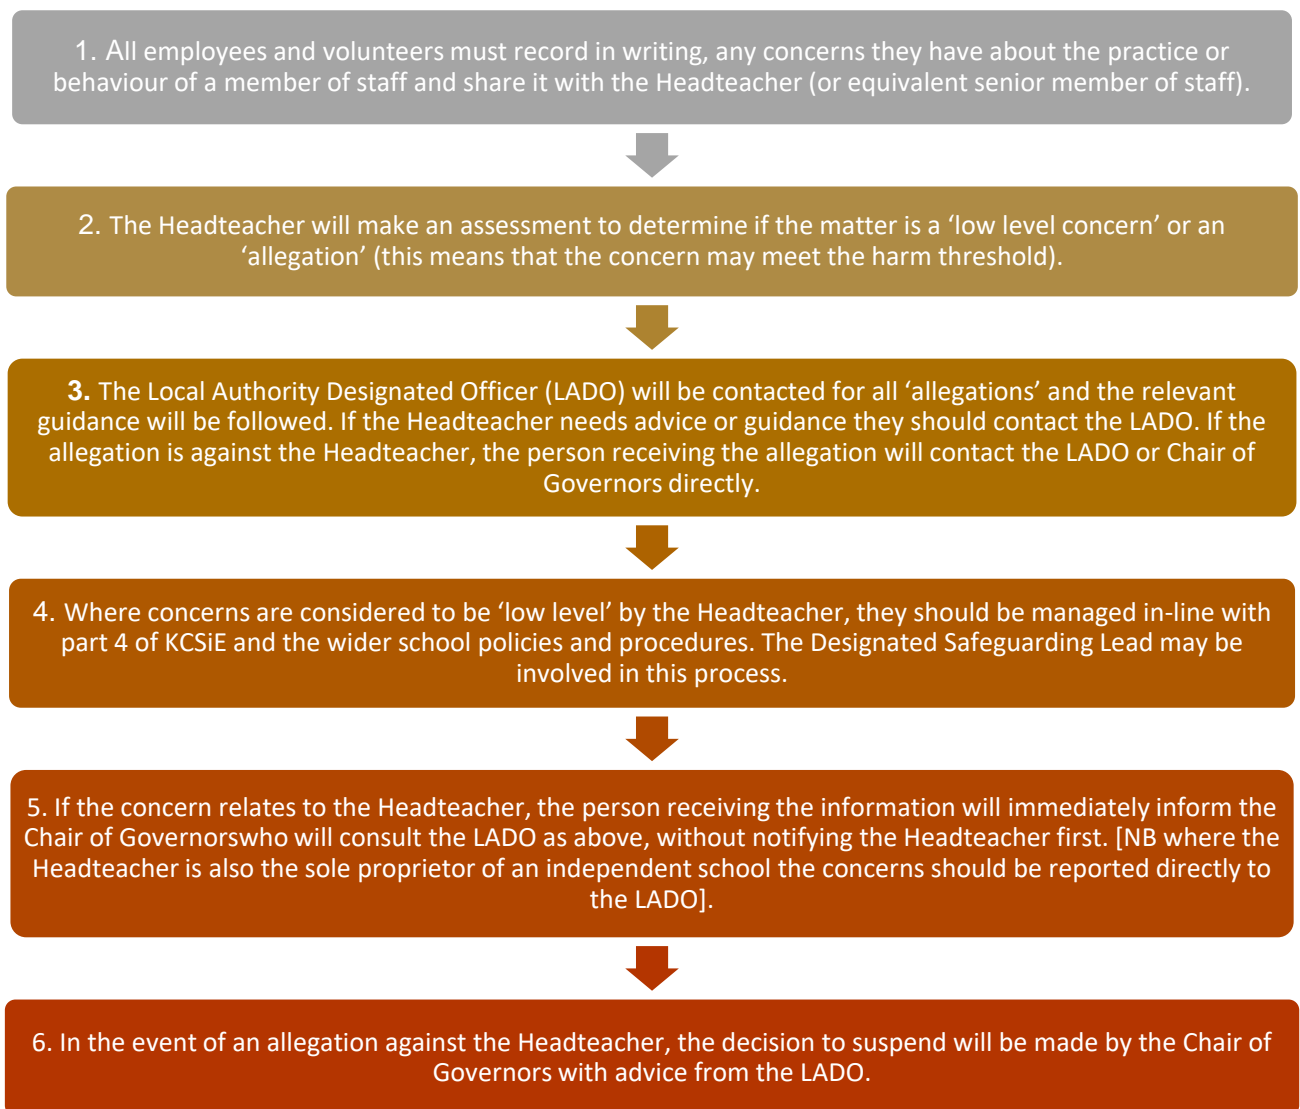 1. All employees and volunteers must record in writing, any concerns they have about the practice or
behaviour of a member of staff and share it with the Headteacher (or equivalent senior member of staff).
2. The Headteacher will make an assessment to determine if the matter is a ‘low level concern’ or an
‘allegation’ (this means that the concern may meet the harm threshold).
3. The Local Authority Designated Officer (LADO) will be contacted for all ‘allegations’ and the relevant
guidance will be followed. If the Headteacher needs advice or guidance they should contact the LADO. If the
allegation is against the Headteacher, the person receiving the allegation will contact the LADO or Chair of
Governors directly.
4. Where concerns are considered to be ‘low level’ by the Headteacher, they should be managed in-line with
part 4 of KCSiE and the wider school policies and procedures. The Designated Safeguarding Lead may be
involved in this process.
5. If the concern relates to the Headteacher, the person receiving the information will immediately inform the
Chair of Governorswho will consult the LADO as above, without notifying the Headteacher first. [NB where the
Headteacher is also the sole proprietor of an independent school the concerns should be reported directly to
the LADO].
6. In the event of an allegation against the Headteacher, the decision to suspend will be made by the Chair of
Governors with advice from the LADO.